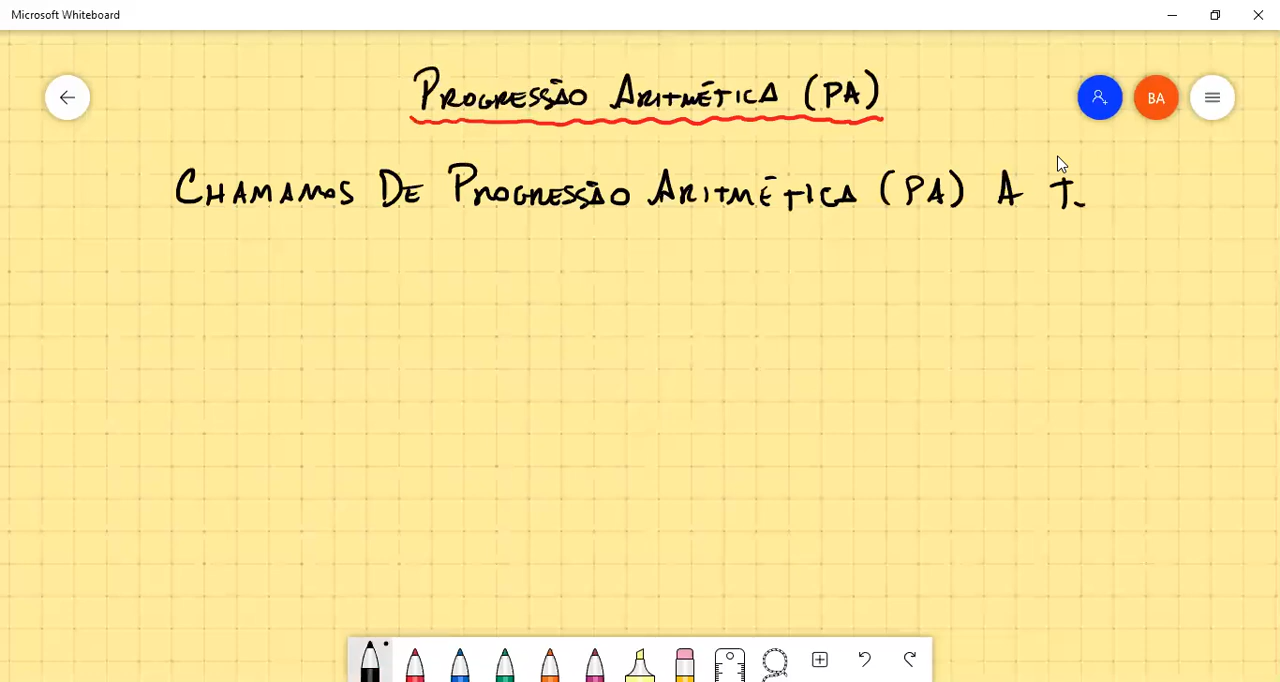 Microsoft Whiteboard
PROGRESSÃO ARITMÉTICA (PA)
BA
CHAMAMOS DE PROGRESSÃO ARITMÉTICA (PA) A T